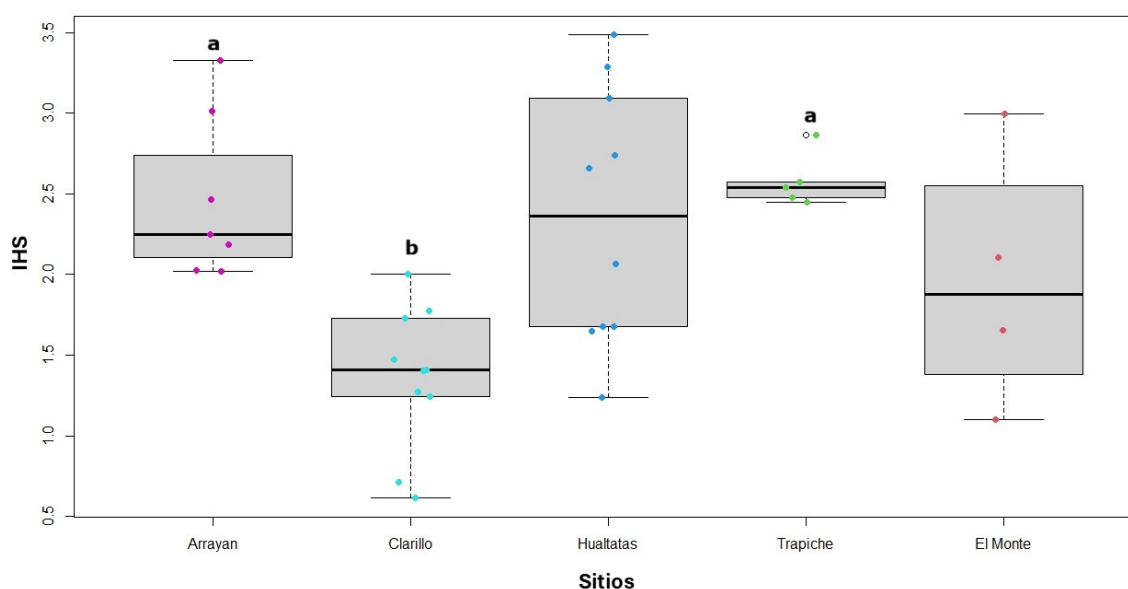 a
b
a
IHS
3.5
3.0
2.5
2.0
1.5
1.0
0.5
Arrayan
Clarillo
Hualtatas
Trapiche
El Monte
Sitios